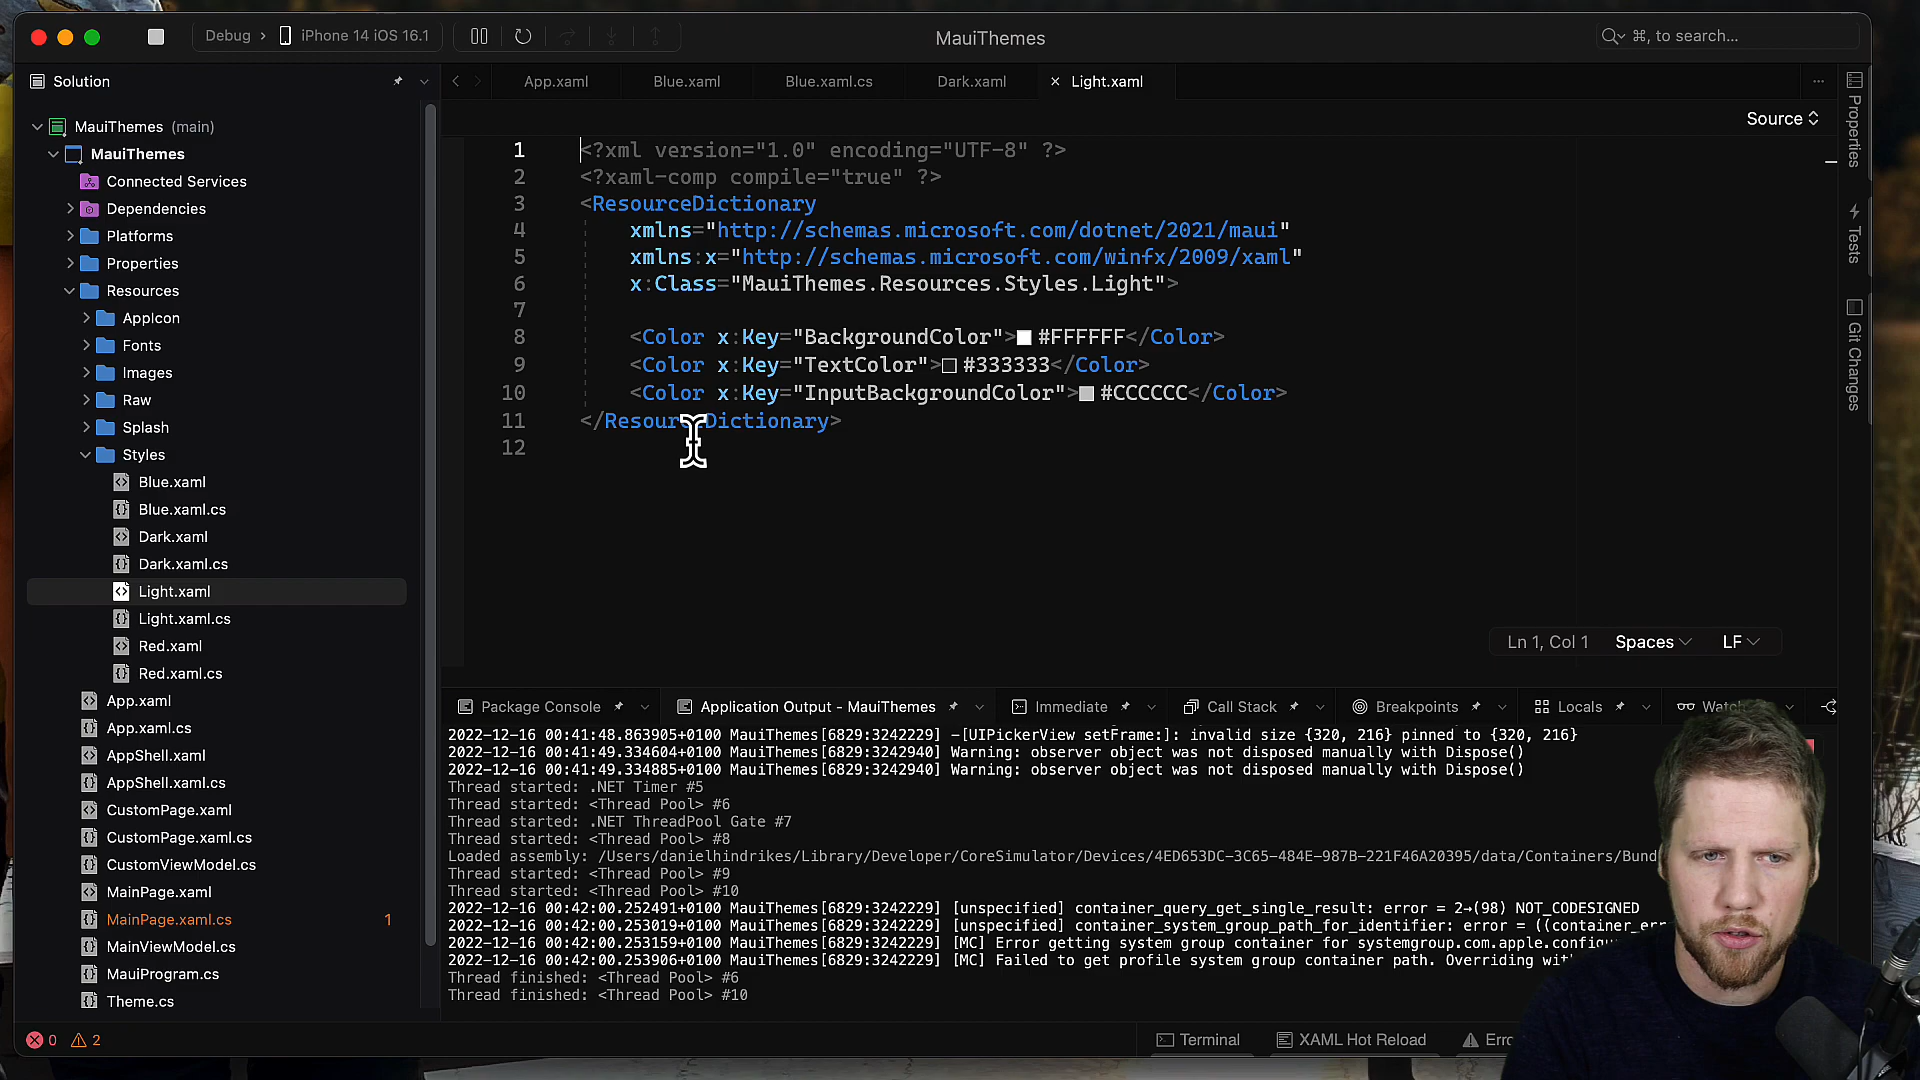 Debug
iPhone 14 iOS 16.1
MauiThemes
⌘, to search...
Solution
App.xaml
Blue.xaml
Blue.xaml.cs
Dark.xaml
Light.xaml
Source
Properties
Tests
Git Changes
MauiThemes (main)
MauiThemes
Connected Services
Dependencies
Platforms
Properties
Resources
AppIcon
Fonts
Images
Raw
Splash
Styles
Blue.xaml
Blue.xaml.cs
Dark.xaml
Dark.xaml.cs
Light.xaml
Light.xaml.cs
Red.xaml
Red.xaml.cs
App.xaml
App.xaml.cs
AppShell.xaml
AppShell.xaml.cs
CustomPage.xaml
CustomPage.xaml.cs
CustomViewModel.cs
MainPage.xaml
MainPage.xaml.cs 1
MainViewModel.cs
MauiProgram.cs
Theme.cs
1 <?xml version="1.0" encoding="UTF-8" ?>
2 <?xaml-comp compile="true" ?>
3 <ResourceDictionary
4 xmlns="http://schemas.microsoft.com/dotnet/2021/maui"
5 xmlns:x="http://schemas.microsoft.com/winfx/2009/xaml"
6 x:Class="MauiThemes.Resources.Styles.Light">
7
8 <Color x:Key="BackgroundColor">#FFFFFF</Color>
9 <Color x:Key="TextColor">#333333</Color>
10 <Color x:Key="InputBackgroundColor">#CCCCCC</Color>
11 </ResourceDictionary>
12
Ln 1, Col 1
Spaces
LF
Package Console
Application Output - MauiThemes
Immediate
Call Stack
Breakpoints
Locals
2022-12-16 00:41:48.863905+0100 MauiThemes[6829:3242229] -[UIPickerView setFrame:]: invalid size {320, 216} pinned to {320, 216}
2022-12-16 00:41:49.334604+0100 MauiThemes[6829:3242940] Warning: observer object was not disposed manually with Dispose()
2022-12-16 00:41:49.334885+0100 MauiThemes[6829:3242940] Warning: observer object was not disposed manually with Dispose()
Thread started: .NET Timer #5
Thread started: <Thread Pool> #6
Thread started: .NET ThreadPool Gate #7
Thread started: <Thread Pool> #8
Loaded assembly: /Users/danielhindrikes/Library/Developer/CoreSimulator/Devices/4ED653DC-3C65-484E-987B-221F46A20395/data/Containers/Bund
Thread started: <Thread Pool> #9
Thread started: <Thread Pool> #10
2022-12-16 00:42:00.252491+0100 MauiThemes[6829:3242229] [unspecified] container_query_get_single_result: error = 2→(98) NOT_CODESIGNED
2022-12-16 00:42:00.253019+0100 MauiThemes[6829:3242229] [unspecified] container_system_group_path_for_identifier: error = ((container_err
2022-12-16 00:42:00.253159+0100 MauiThemes[6829:3242229] [MC] Error getting system group container for systemgroup.com.apple.configu
2022-12-16 00:42:00.253906+0100 MauiThemes[6829:3242229] [MC] Failed to get profile system group container path. Overriding wit
Thread finished: <Thread Pool> #6
Thread finished: <Thread Pool> #10
0
2
Terminal
XAML Hot Reload